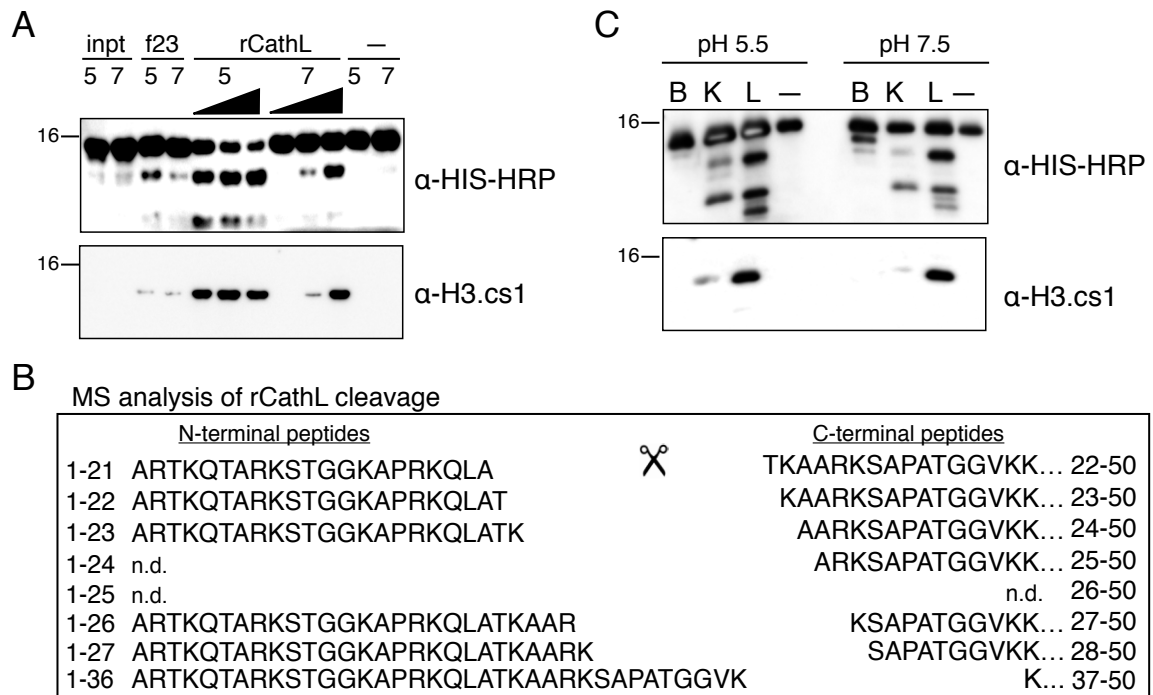 A
inpt f23 rCathL —
5 7 5 7 5 7 5 7
16
α-HIS-HRP
16
α-H3.cs1
C
pH 5.5 pH 7.5
B K L — B K L —
16
α-HIS-HRP
16
α-H3.cs1
B
MS analysis of rCathL cleavage
N-terminal peptides C-terminal peptides
1-21 ARTKQTARKSTGGKAPRKQLA TKAARKSAPATGGVKK... 22-50
1-22 ARTKQTARKSTGGKAPRKQLAT KAARKSAPATGGVKK... 23-50
1-23 ARTKQTARKSTGGKAPRKQLATK AARKSAPATGGVKK... 24-50
1-24 n.d. ARKSAPATGGVKK... 25-50
1-25 n.d. n.d. 26-50
1-26 ARTKQTARKSTGGKAPRKQLATKAAR KSAPATGGVKK... 27-50
1-27 ARTKQTARKSTGGKAPRKQLATKAARK SAPATGGVKK... 28-50
1-36 ARTKQTARKSTGGKAPRKQLATKAARKSAPATGGVK K... 37-50